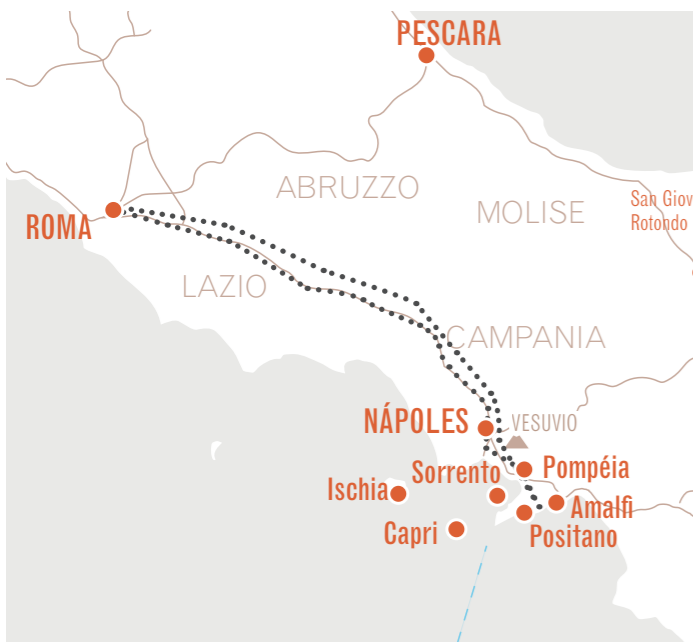 PESCARA
ABRUZZO
MOLISE
San Giov
Rotondo
ROMA
LAZIO
CAMPANIA
NÁPOLES
VESUVIO
Sorrento
Pompéia
Ischia
Amalfi
Capri
Positano